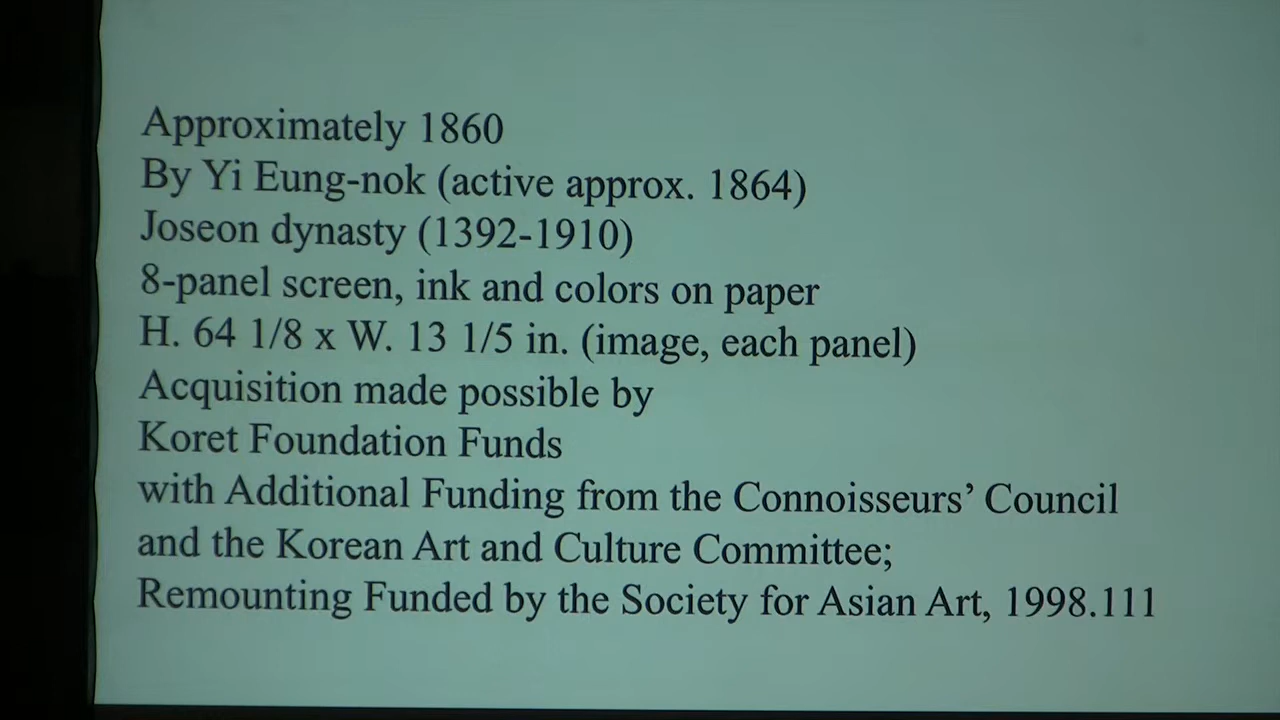 Approximately 1860
By Yi Eung-nok (active approx. 1864)
Joseon dynasty (1392-1910)
8-panel screen, ink and colors on paper
H. 64 1/8 x W. 13 1/5 in. (image, each panel)
Acquisition made possible by
Koret Foundation Funds
with Additional Funding from the Connoisseurs’ Council
and the Korean Art and Culture Committee;
Remounting Funded by the Society for Asian Art, 1998.111